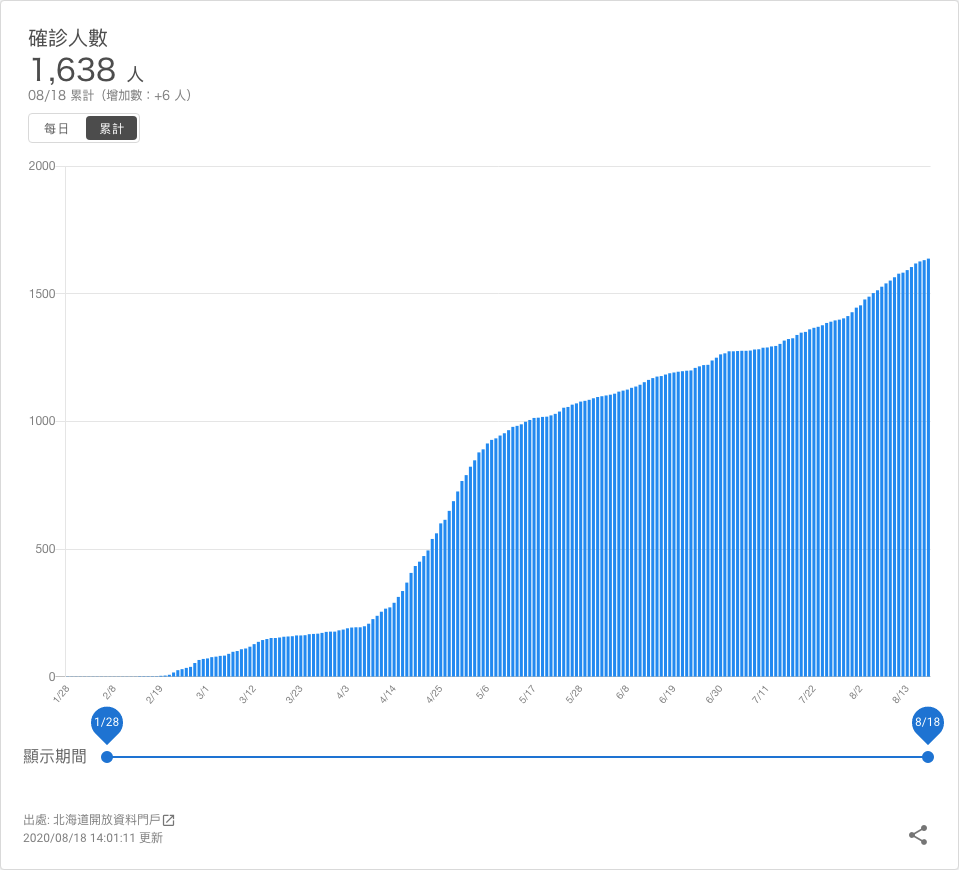 確診人數
1,638 人
08/18 累計（增加數：+6 人）
每日 累計
2000
1500
1000
500
0
1/28 2/8 2/19 3/1 3/12 3/23 4/3 4/14 4/25 5/6 5/17 5/28 6/8 6/19 6/30 7/11 7/22 8/2 8/13
1/28 8/18
顯示期間
出處: 北海道開放資料門戶
2020/08/18 14:01:11 更新